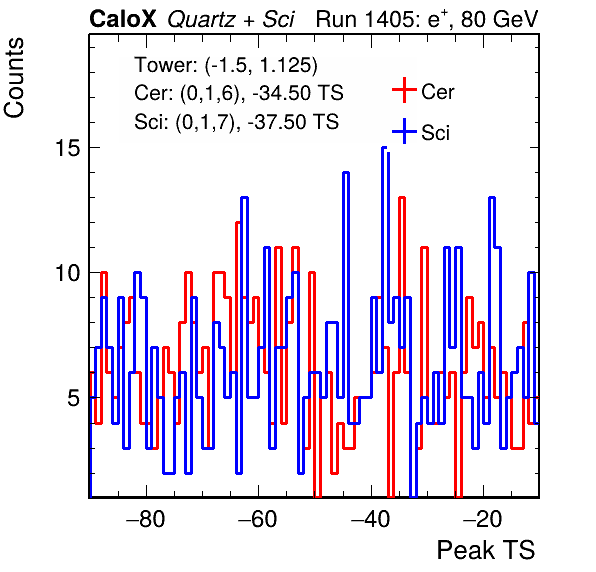 CaloX Quartz + Sci Run 1405: e⁺, 80 GeV
Counts
Tower: (-1.5, 1.125)
Cer: (0,1,6), -34.50 TS
Sci: (0,1,7), -37.50 TS
Cer
Sci
15
10
5
−80 −60 −40 −20
Peak TS